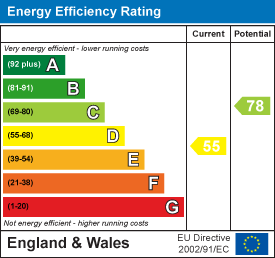 Energy Efficiency Rating
Current Potential
Very energy efficient - lower running costs
(92 plus) A
(81-91) B
(69-80) C
(55-68) D
(39-54) E
(21-38) F
(1-20) G
55
78
Not energy efficient - higher running costs
England & Wales
EU Directive
2002/91/EC